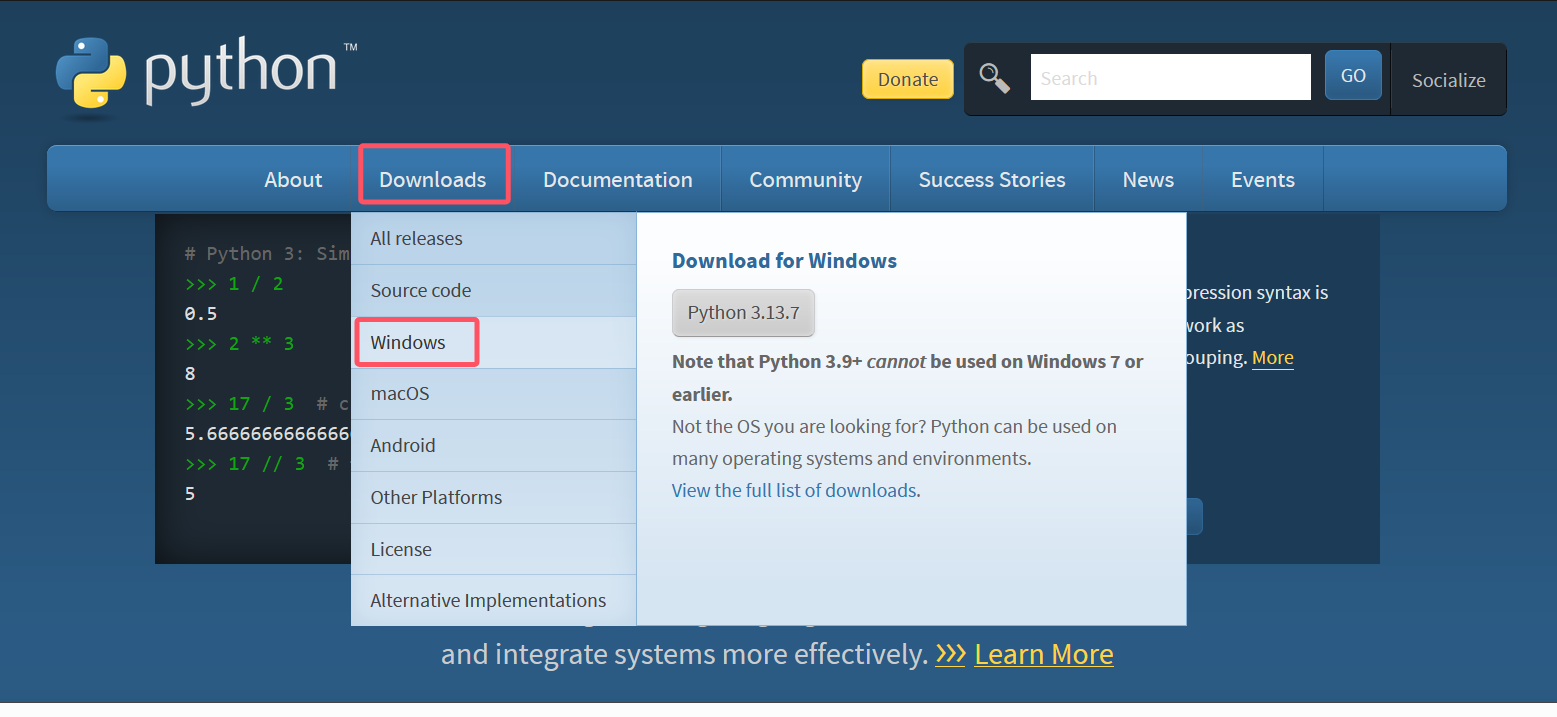 python™
Donate
Search
GO
Socialize
About
Downloads
Documentation
Community
Success Stories
News
Events
# Python 3: Sim
>>> 1 / 2
0.5
>>> 2 ** 3
8
>>> 17 / 3  # c
5.6666666666666
>>> 17 // 3  #
5
All releases
Source code
Windows
macOS
Android
Other Platforms
License
Alternative Implementations
Download for Windows
Python 3.13.7
Note that Python 3.9+ cannot be used on Windows 7 or
earlier.
Not the OS you are looking for? Python can be used on
many operating systems and environments.
View the full list of downloads.
pression syntax is
work as
ouping. More
and integrate systems more effectively. >>> Learn More